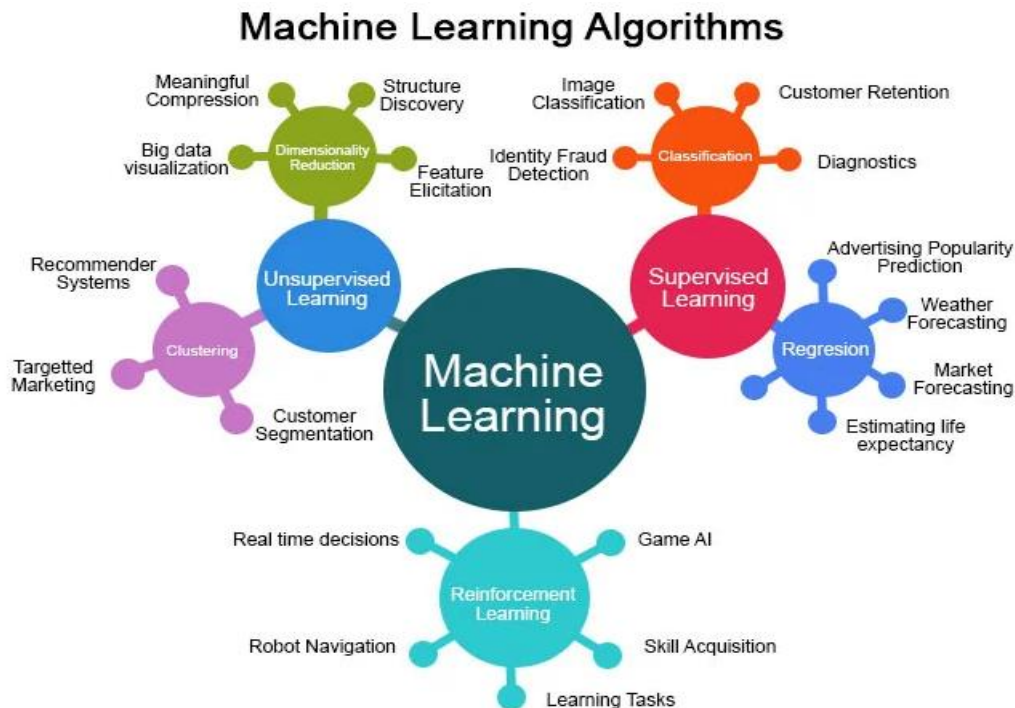 Machine Learning Algorithms
Meaningful
Compression
Structure
Discovery
Big data
visualization
Dimensionality
Reduction
Feature
Elicitation
Image
Classification
Customer Retention
Identity Fraud
Detection
Classification
Diagnostics
Recommender
Systems
Unsupervised
Learning
Clustering
Targetted
Marketing
Customer
Segmentation
Machine
Learning
Supervised
Learning
Advertising Popularity
Prediction
Weather
Forecasting
Regresion
Market
Forecasting
Estimating life
expectancy
Real time decisions
Game AI
Reinforcement
Learning
Robot Navigation
Skill Acquisition
Learning Tasks